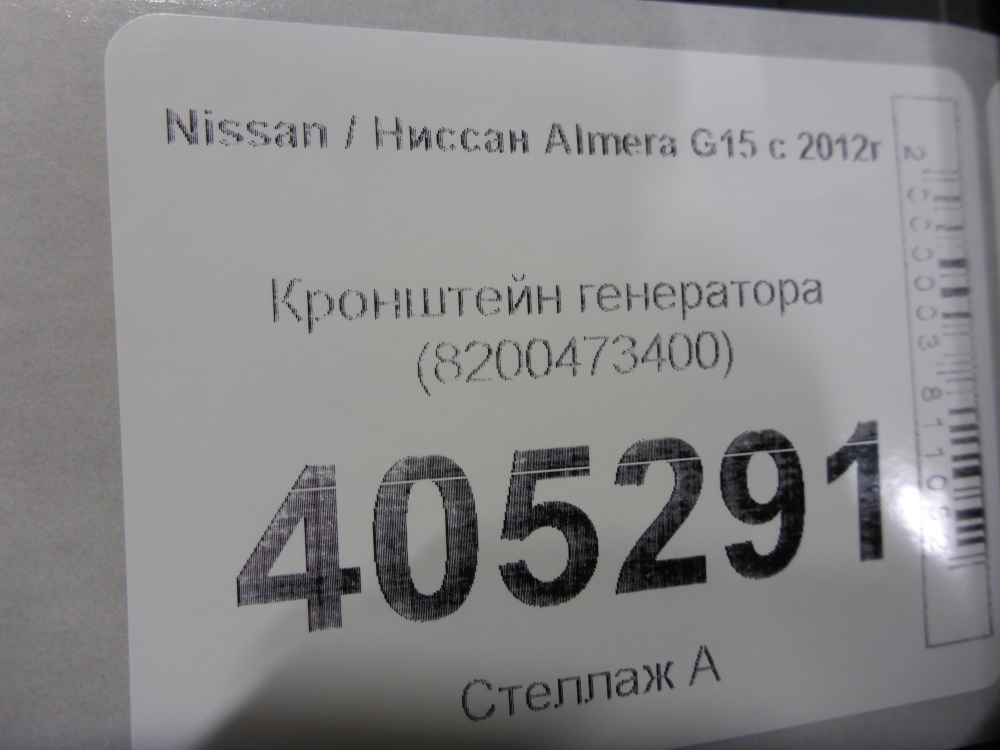 Nissan / Ниссан Almera G15 с 2012г
Кронштейн генератора
(8200473400)
405291
Стеллаж А